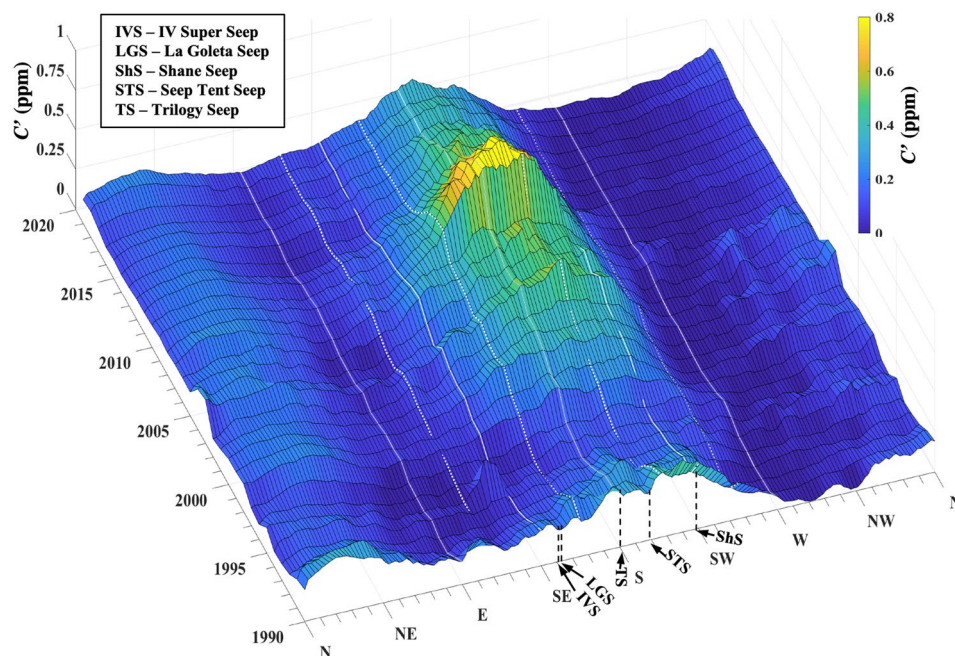 IVS – IV Super Seep
LGS – La Goleta Seep
ShS – Shane Seep
STS – Seep Tent Seep
TS – Trilogy Seep
1
0.75
0.5
0.25
0
C' (ppm)
0.8
0.6
0.4
0.2
0
C' (ppm)
2020
2015
2010
2005
2000
1995
1990
N
NE
E
SE
S
SW
W
NW
N
IVS
LGS
TS
STS
ShS